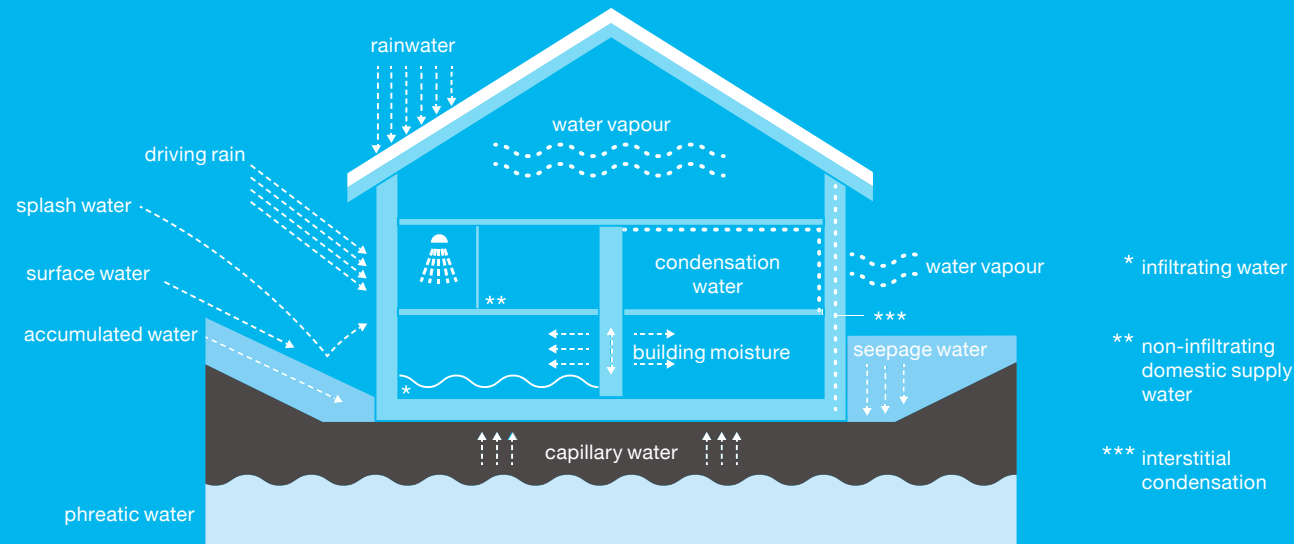 rainwater
water vapour
driving rain
splash water
surface water
condensation
water
water vapour
* infiltrating water
**
***
accumulated water
building moisture
seepage water
** non-infiltrating
domestic supply
water
*
capillary water
*** interstitial
condensation
phreatic water